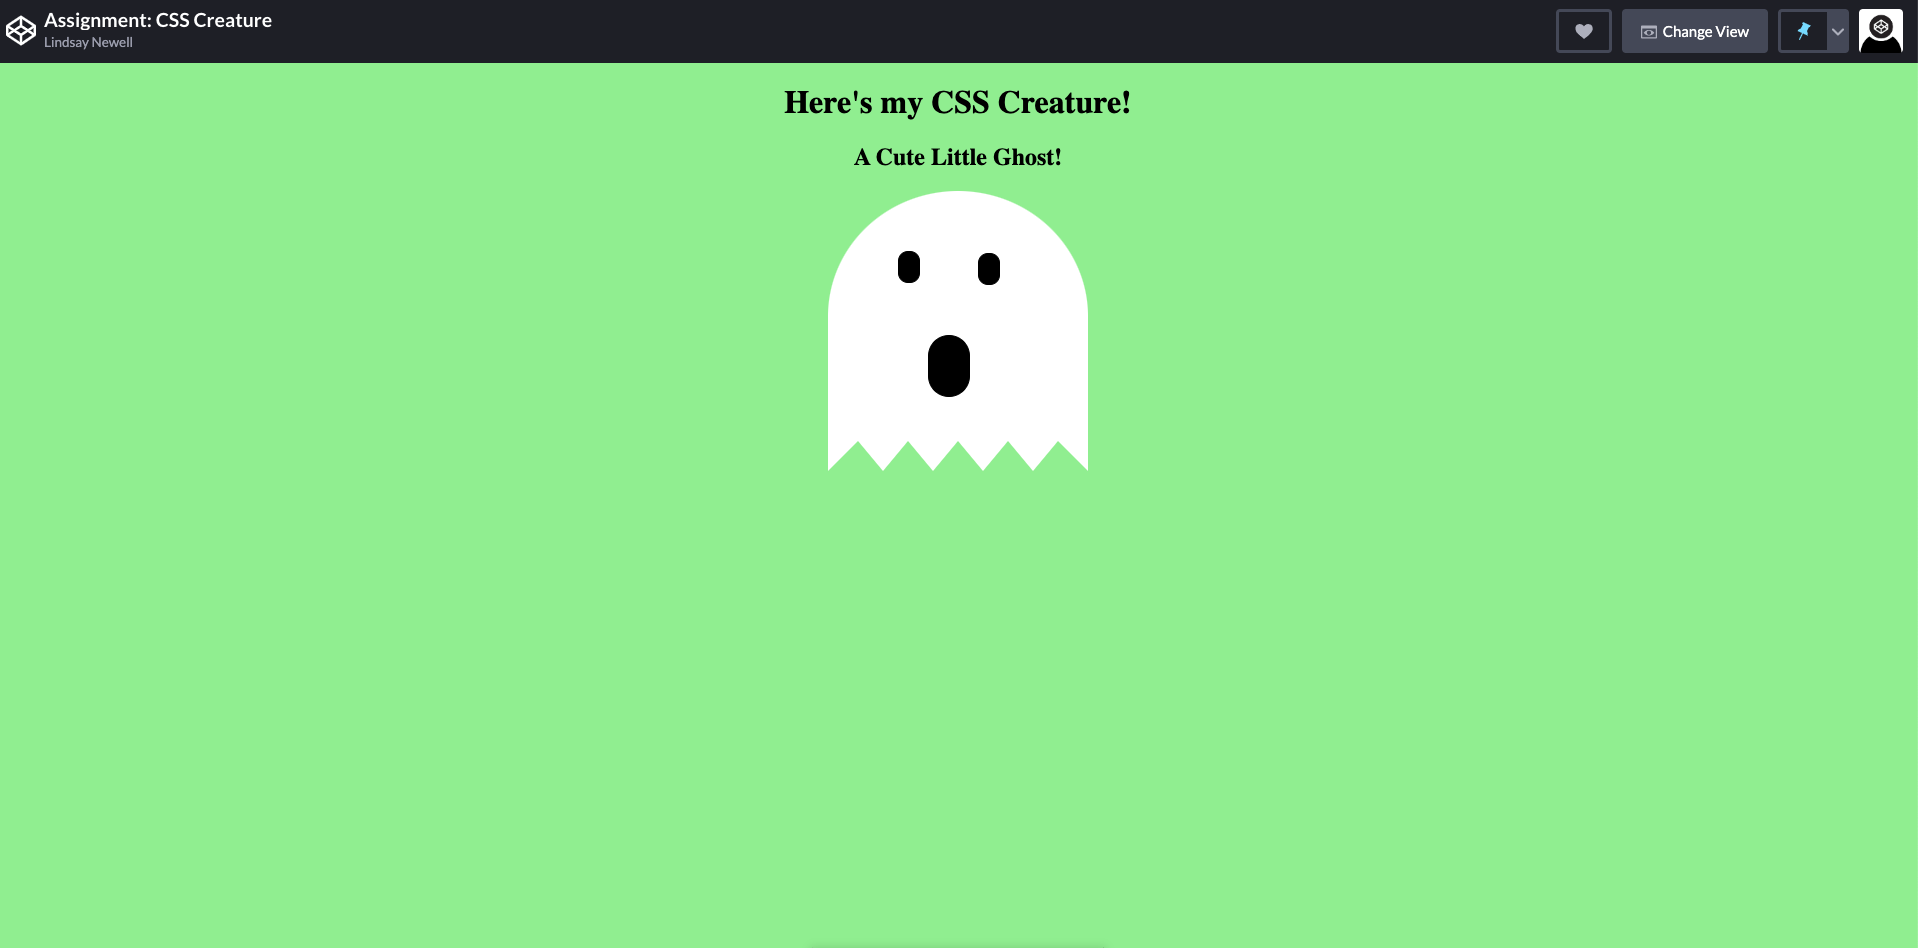 Assignment: CSS Creature
Lindsay Newell
Change View
Here's my CSS Creature!
A Cute Little Ghost!